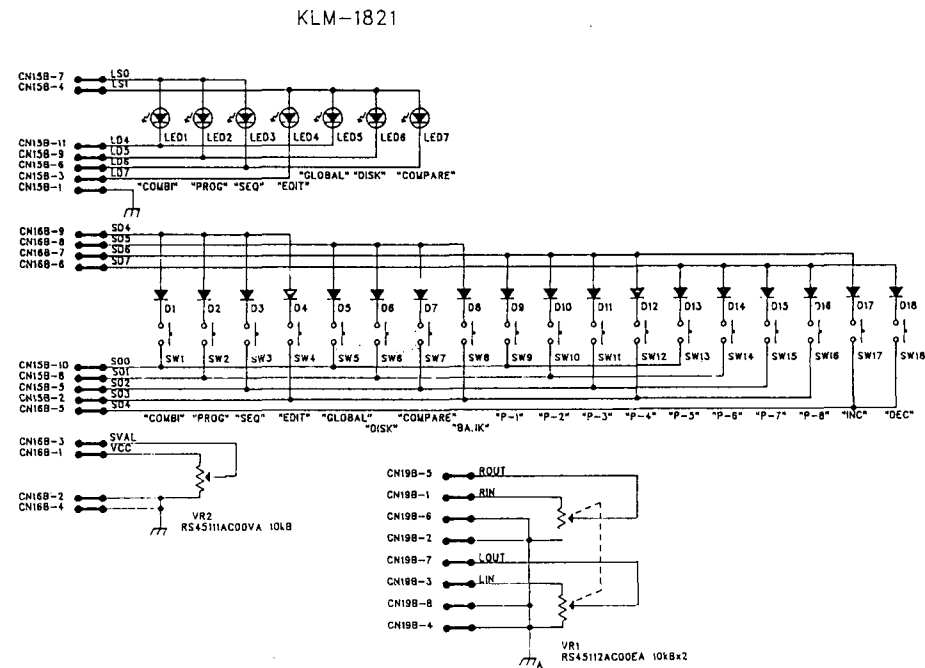 KLM-1821
CN15B-7 LS0
CN15B-4 LS1
LED1 LED2 LED3 LED4 LED5 LED6 LED7
CN15B-11 LD4
CN15B-9 LD5
CN15B-6 LD6
CN15B-3 LD7
CN15B-1
"COMBI" "PROG" "SEQ" "EDIT" "GLOBAL" "DISK" "COMPARE"
CN16B-9 SD4
CN16B-8 SD5
CN16B-7 SD6
CN16B-6 SD7
D1 D2 D3 D4 D5 D6 D7 D8 D9 D10 D11 D12 D13 D14 D15 D16 D17 D18
SW1 SW2 SW3 SW4 SW5 SW6 SW7 SW8 SW9 SW10 SW11 SW12 SW13 SW14 SW15 SW16 SW17 SW18
CN15B-10 SO0
CN15B-8 SO1
CN15B-5 SO2
CN15B-2 SO3
CN16B-5 SO4
"COMBI" "PROG" "SEQ" "EDIT" "GLOBAL" "COMPARE" "P-1" "P-2" "P-3" "P-4" "P-5" "P-6" "P-7" "P-8" "INC" "DEC"
"DISK"
CN16B-3 SVAL
CN16B-1 VCC
CN16B-2
CN16B-4
VR2
RS45111AC00VA 10kB
CN19B-5 ROUT
CN19B-1 RIN
CN19B-6
CN19B-2
CN19B-7 LOUT
CN19B-3 LIN
CN19B-8
CN19B-4
A
VR1
RS45112AC00EA 10kBx2